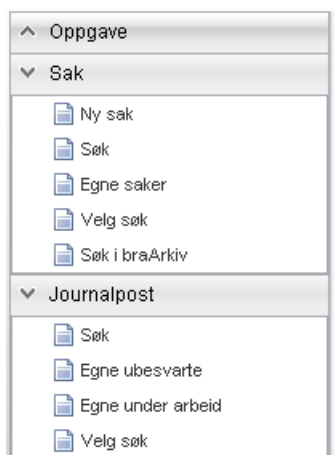 Oppgave
Sak
Ny sak
Søk
Egne saker
Velg søk
Søk i braArkiv
Journalpost
Søk
Egne ubesvarte
Egne under arbeid
Velg søk